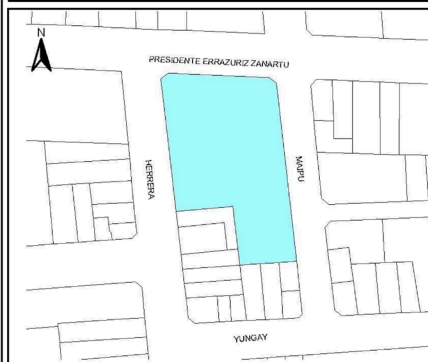 N
PRESIDENTE ERRAZURIZ ZANARTU
HERRERA
MAIPU
YUNGAY